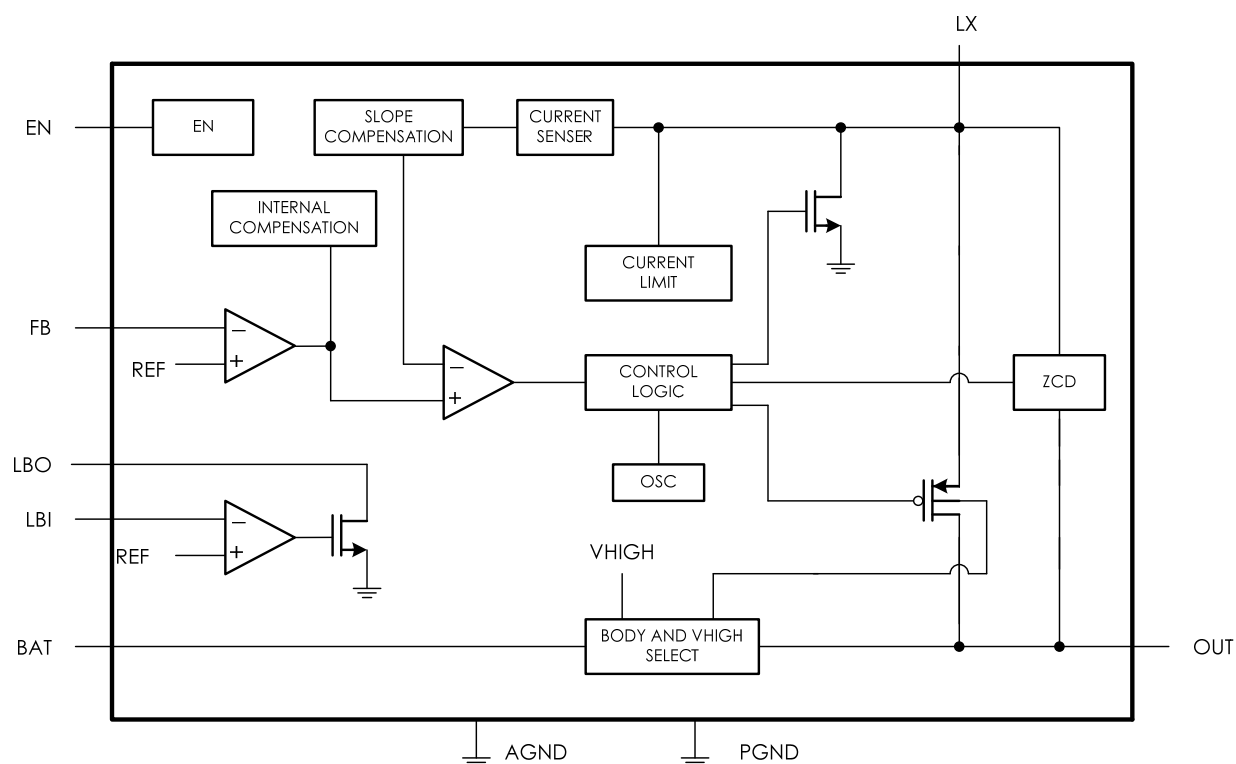 LX
EN
EN
SLOPE
COMPENSATION
CURRENT
SENSER
INTERNAL
COMPENSATION
CURRENT
LIMIT
FB
−
+
REF
−
+
CONTROL
LOGIC
ZCD
LBO
OSC
LBI
−
+
REF
VHIGH
BAT
BODY AND VHIGH
SELECT
OUT
AGND
PGND